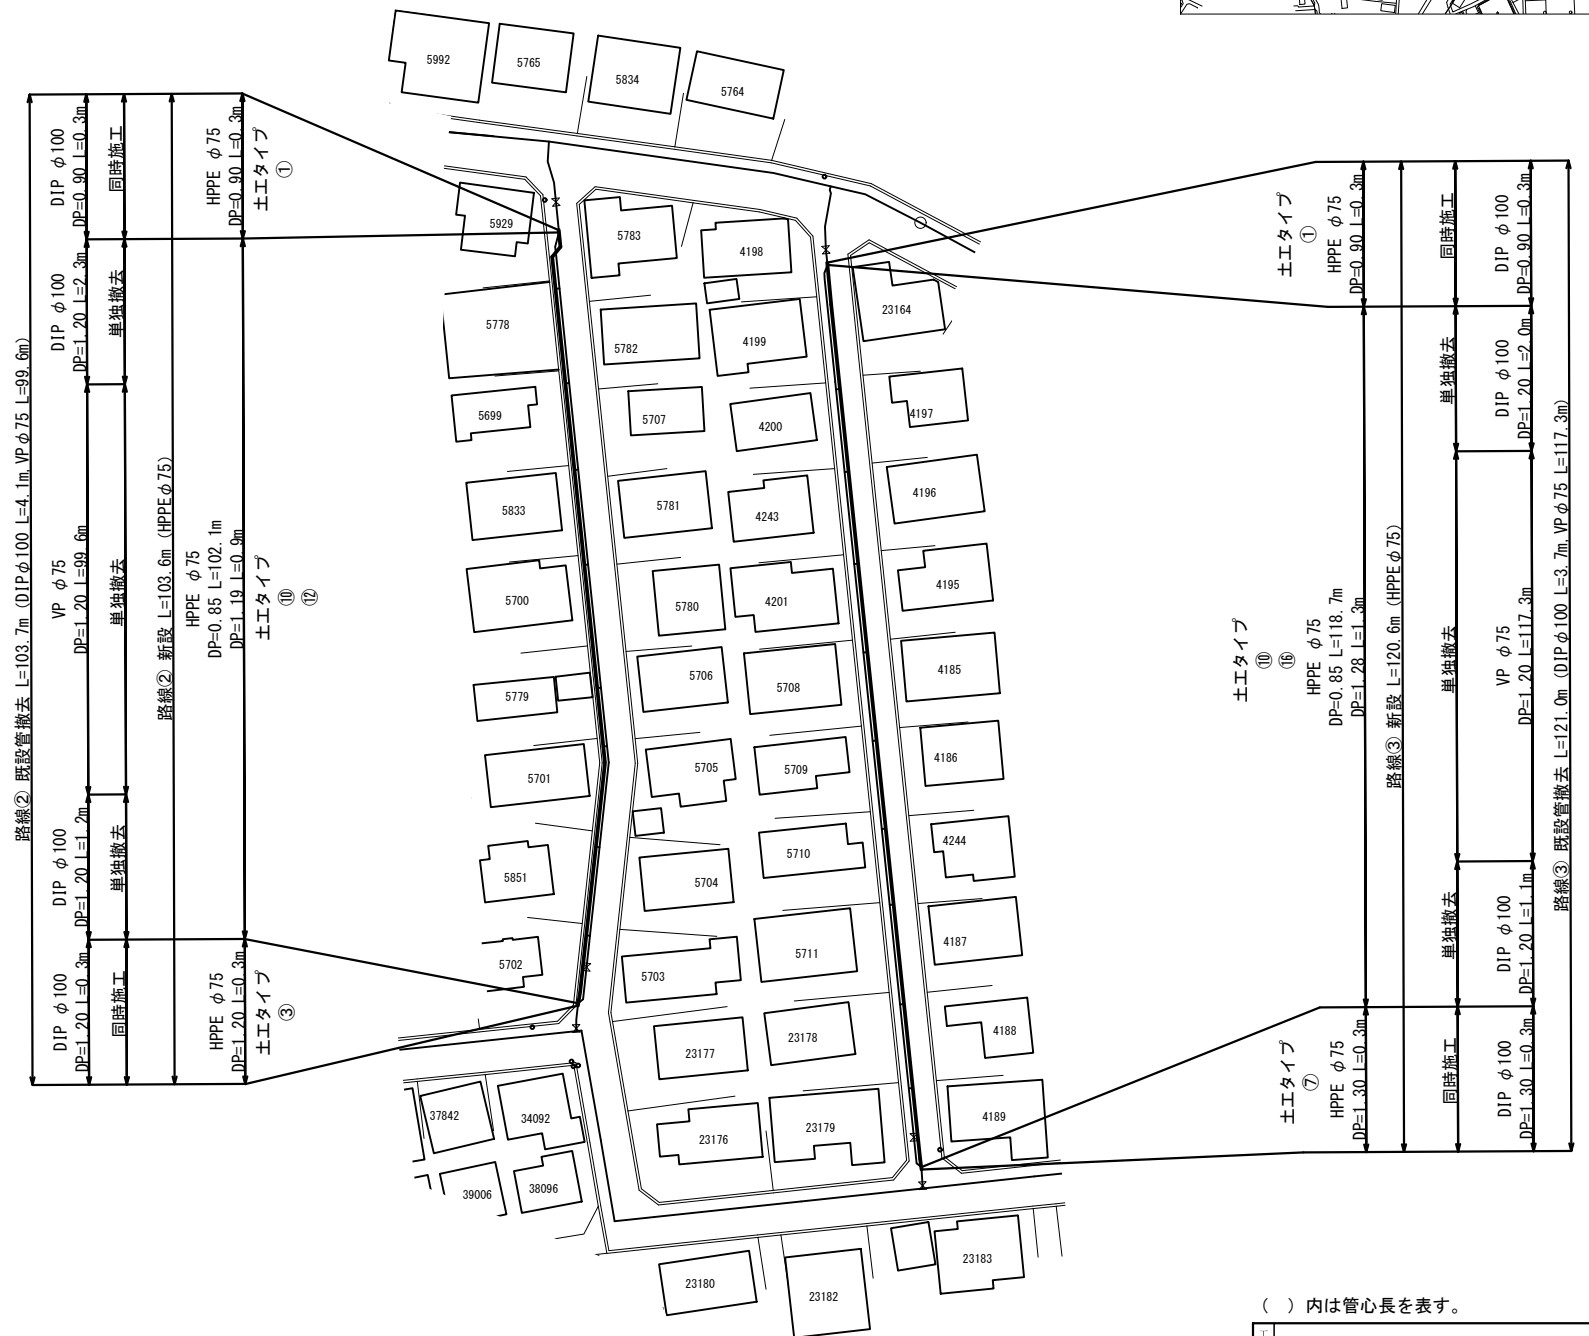 路線② 既設管撤去 L=103.7m (DIPφ100 L=4.1m,VPφ75 L=99.6m)
DIP φ100
DP=0.90 L=0.3m
同時施工
DIP φ100
DP=1.20 L=2.3m
単独撤去
VP φ75
DP=1.20 L=99.6m
単独撤去
DIP φ100
DP=1.20 L=1.2m
単独撤去
DIP φ100
DP=1.20 L=0.3m
同時施工
路線② 新設 L=103.6m (HPPEφ75)
HPPE φ75
DP=0.90 L=0.3m
土工タイプ
①
HPPE φ75
DP=0.85 L=102.1m
DP=1.19 L=0.9m
土工タイプ
⑩ ⑫
HPPE φ75
DP=1.20 L=0.3m
土工タイプ
③
5992
5765
5834
5764
5929
5783
4198
23164
5778
5782
4199
5699
5707
4200
4197
5833
5781
4243
4196
5700
5780
4201
4195
5779
5706
5708
4185
5701
5705
5709
4186
5851
5704
5710
4244
5702
5703
5711
4187
23177
23178
4188
37842
34092
23176
23179
4189
39006
38096
23180
23182
23183
土工タイプ
①
HPPE φ75
DP=0.90 L=0.3m
土工タイプ
⑩ ⑯
HPPE φ75
DP=0.85 L=118.7m
DP=1.28 L=1.3m
土工タイプ
⑦
HPPE φ75
DP=1.30 L=0.3m
路線③ 新設 L=120.6m (HPPEφ75)
同時施工
DIP φ100
DP=0.90 L=0.3m
単独撤去
DIP φ100
DP=1.20 L=2.0m
単独撤去
VP φ75
DP=1.20 L=117.3m
単独撤去
DIP φ100
DP=1.20 L=1.1m
同時施工
DIP φ100
DP=1.30 L=0.3m
路線③ 既設管撤去 L=121.0m (DIPφ100 L=3.7m,VPφ75 L=117.3m)
( ) 内は管心長を表す。
工